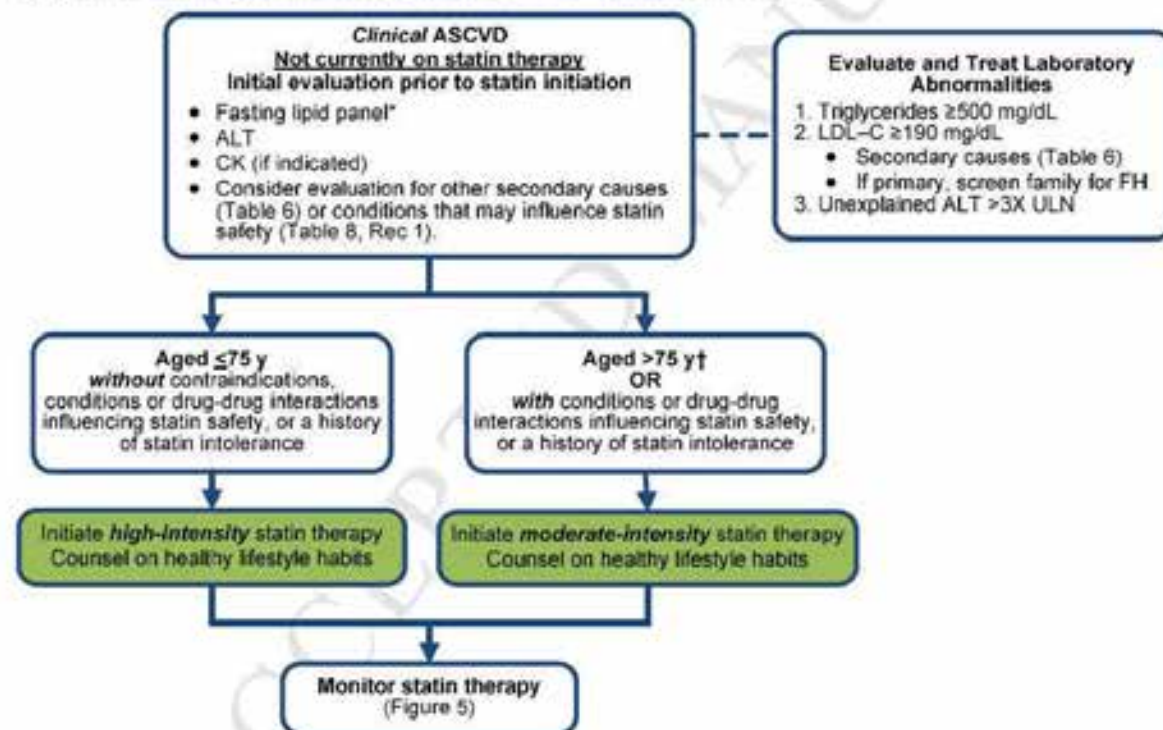 Clinical ASCVD
Not currently on statin therapy
Initial evaluation prior to statin initiation
• Fasting lipid panel*
• ALT
• CK (if indicated)
• Consider evaluation for other secondary causes
(Table 6) or conditions that may influence statin
safety (Table 8, Rec 1).
Evaluate and Treat Laboratory
Abnormalities
1. Triglycerides ≥500 mg/dL
2. LDL–C ≥190 mg/dL
• Secondary causes (Table 6)
• If primary, screen family for FH
3. Unexplained ALT >3X ULN
Aged ≤75 y
without contraindications,
conditions or drug-drug interactions
influencing statin safety, or a history
of statin intolerance
Aged >75 y†
OR
with conditions or drug-drug
interactions influencing statin safety,
or a history of statin intolerance
Initiate high-intensity statin therapy
Counsel on healthy lifestyle habits
Initiate moderate-intensity statin therapy
Counsel on healthy lifestyle habits
Monitor statin therapy
(Figure 5)